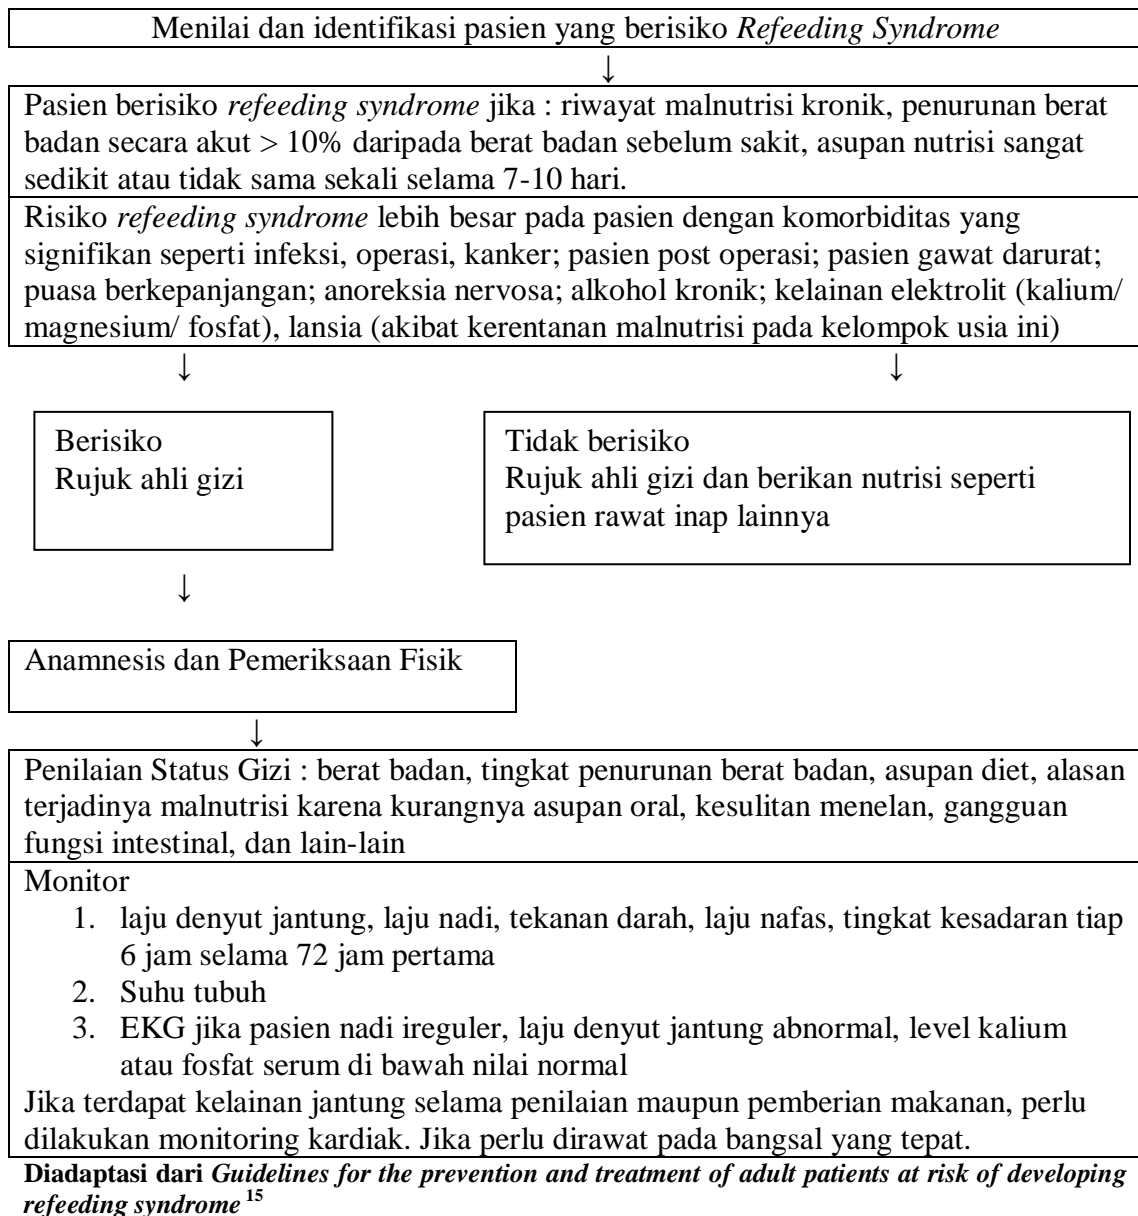 Menilai dan identifikasi pasien yang berisiko Refeeding Syndrome
↓
Pasien berisiko refeeding syndrome jika : riwayat malnutrisi kronik, penurunan berat
badan secara akut > 10% daripada berat badan sebelum sakit, asupan nutrisi sangat
sedikit atau tidak sama sekali selama 7-10 hari.
Risiko refeeding syndrome lebih besar pada pasien dengan komorbiditas yang
signifikan seperti infeksi, operasi, kanker; pasien post operasi; pasien gawat darurat;
puasa berkepanjangan; anoreksia nervosa; alkohol kronik; kelainan elektrolit (kalium/
magnesium/ fosfat), lansia (akibat kerentanan malnutrisi pada kelompok usia ini)
↓ ↓
Berisiko
Rujuk ahli gizi
Tidak berisiko
Rujuk ahli gizi dan berikan nutrisi seperti
pasien rawat inap lainnya
↓
Anamnesis dan Pemeriksaan Fisik
↓
Penilaian Status Gizi : berat badan, tingkat penurunan berat badan, asupan diet, alasan
terjadinya malnutrisi karena kurangnya asupan oral, kesulitan menelan, gangguan
fungsi intestinal, dan lain-lain
Monitor
1. laju denyut jantung, laju nadi, tekanan darah, laju nafas, tingkat kesadaran tiap
6 jam selama 72 jam pertama
2. Suhu tubuh
3. EKG jika pasien nadi ireguler, laju denyut jantung abnormal, level kalium
atau fosfat serum di bawah nilai normal
Jika terdapat kelainan jantung selama penilaian maupun pemberian makanan, perlu
dilakukan monitoring kardiak. Jika perlu dirawat pada bangsal yang tepat.
Diadaptasi dari Guidelines for the prevention and treatment of adult patients at risk of developing
refeeding syndrome 15